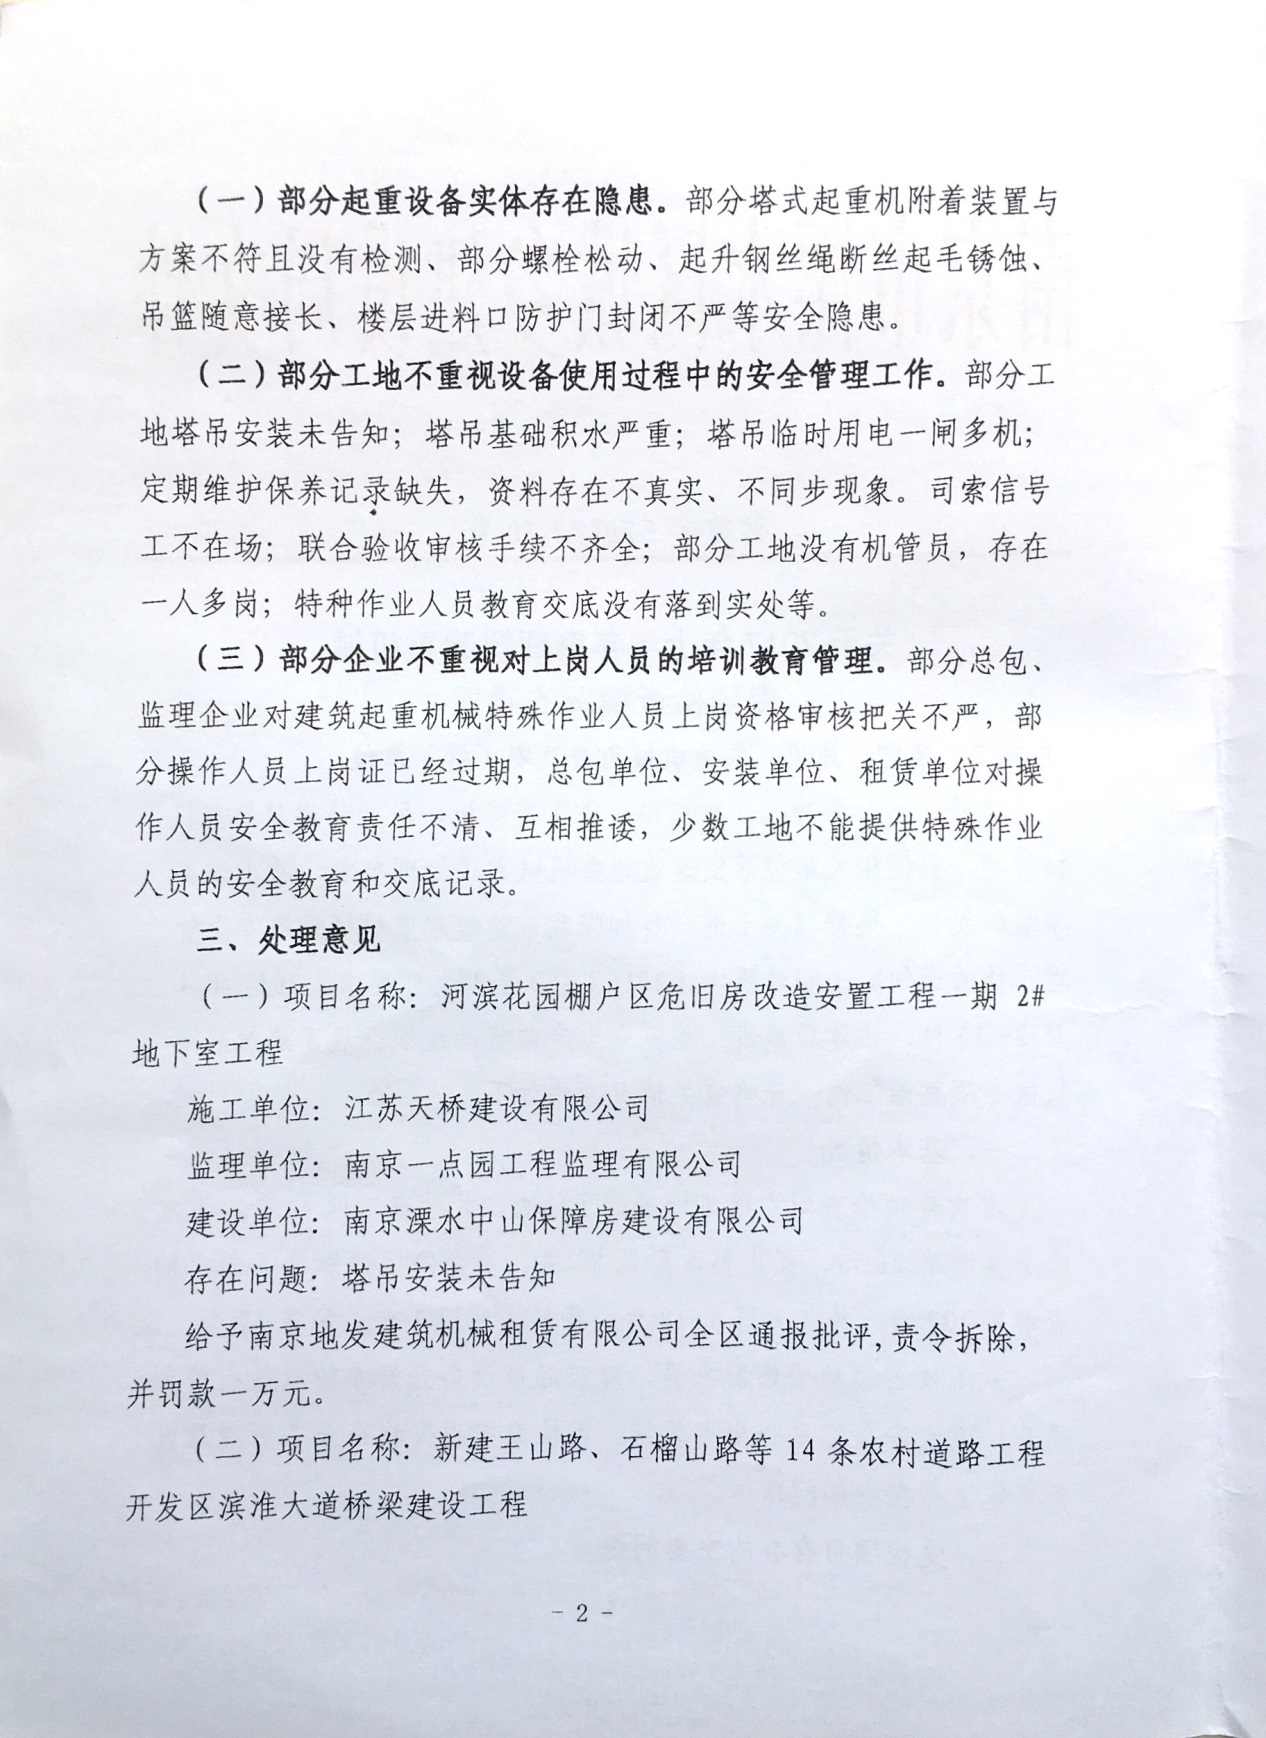 （一）部分起重设备实体存在隐患。部分塔式起重机附着装置与
方案不符且没有检测、部分螺栓松动、起升钢丝绳断丝起毛锈蚀、
吊篮随意接长、楼层进料口防护门封闭不严等安全隐患。
（二）部分工地不重视设备使用过程中的安全管理工作。部分工
地塔吊安装未告知；塔吊基础积水严重；塔吊临时用电一闸多机；
定期维护保养记录缺失，资料存在不真实、不同步现象。司索信号
工不在场；联合验收审核手续不齐全；部分工地没有机管员，存在
一人多岗；特种作业人员教育交底没有落到实处等。
（三）部分企业不重视对上岗人员的培训教育管理。部分总包、
监理企业对建筑起重机械特殊作业人员上岗资格审核把关不严，部
分操作人员上岗证已经过期，总包单位、安装单位、租赁单位对操
作人员安全教育责任不清、互相推诿，少数工地不能提供特殊作业
人员的安全教育和交底记录。
三、处理意见
（一）项目名称：河滨花园棚户区危旧房改造安置工程一期 2#
地下室工程
施工单位：江苏天桥建设有限公司
监理单位：南京一点园工程监理有限公司
建设单位：南京溧水中山保障房建设有限公司
存在问题：塔吊安装未告知
给予南京地发建筑机械租赁有限公司全区通报批评,责令拆除，
并罚款一万元。
（二）项目名称：新建王山路、石榴山路等 14 条农村道路工程
开发区滨淮大道桥梁建设工程
- 2 -